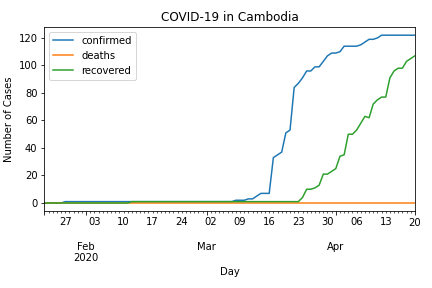 COVID-19 in Cambodia
confirmed
deaths
recovered
Number of Cases
120
100
80
60
40
20
0
27 03 10 17 24 02 09 16 23 30 06 13 20
Feb Mar Apr
2020
Day